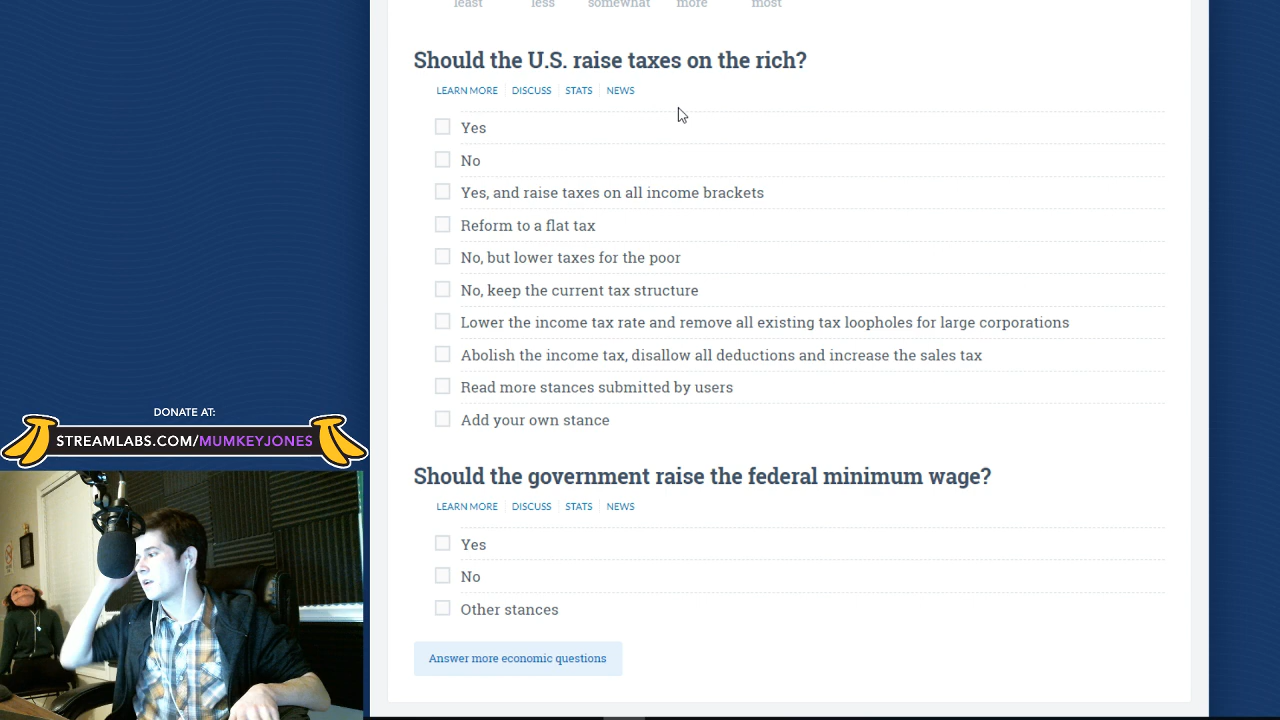 least less somewhat more most
Should the U.S. raise taxes on the rich?
LEARN MORE DISCUSS STATS NEWS
Yes
No
Yes, and raise taxes on all income brackets
Reform to a flat tax
No, but lower taxes for the poor
No, keep the current tax structure
Lower the income tax rate and remove all existing tax loopholes for large corporations
Abolish the income tax, disallow all deductions and increase the sales tax
Read more stances submitted by users
Add your own stance
DONATE AT:
STREAMLABS.COM/MUMKEYJONES
Should the government raise the federal minimum wage?
LEARN MORE DISCUSS STATS NEWS
Yes
No
Other stances
Answer more economic questions